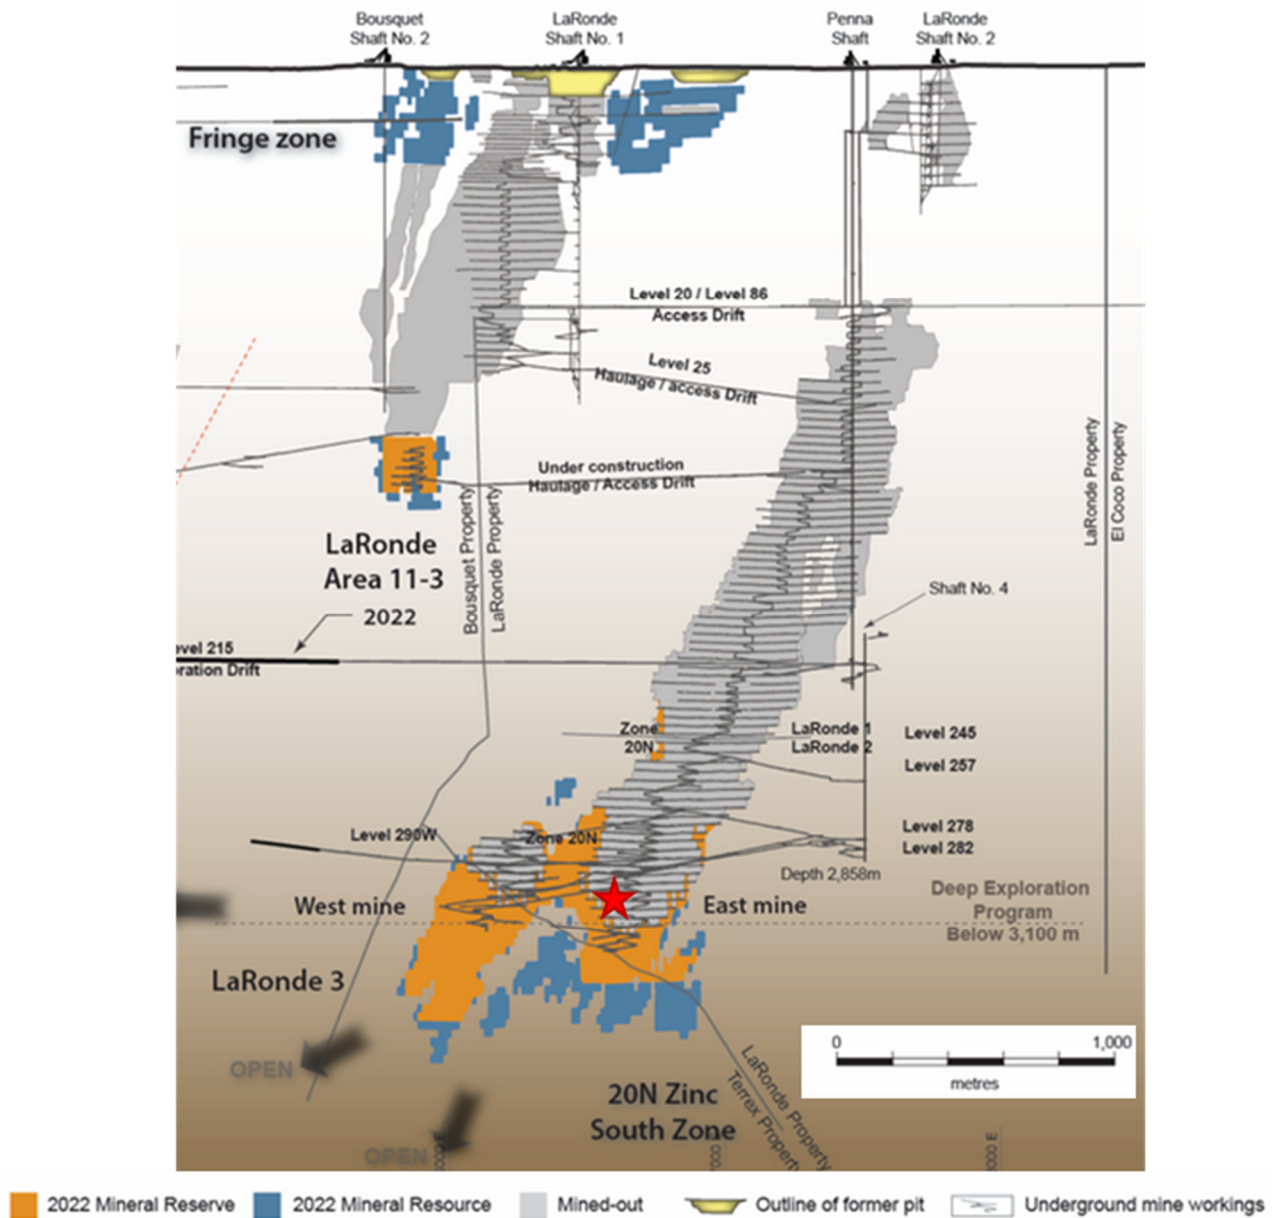 Bousquet
Shaft No. 2
LaRonde
Shaft No. 1
Penna
Shaft
LaRonde
Shaft No. 2
Fringe zone
Level 20 / Level 86
Access Drift
Level 25
Haulage / access Drift
Under construction
Haulage / Access Drift
LaRonde Property
El Coco Property
LaRonde
Area 11-3
2022
Bousquet Property
LaRonde Property
Shaft No. 4
evel 215
oration Drift
Zone
20N
LaRonde 1
LaRonde 2
Level 245
Level 257
Level 290W
Zone 20N
Level 278
Level 282
Depth 2,858m
West mine
East mine
Deep Exploration
Program
Below 3,100 m
LaRonde 3
OPEN
OPEN
20N Zinc
South Zone
LaRonde Property
Terrex Property
0
1,000
metres
000 E
2022 Mineral Reserve
2022 Mineral Resource
Mined-out
Outline of former pit
Underground mine workings